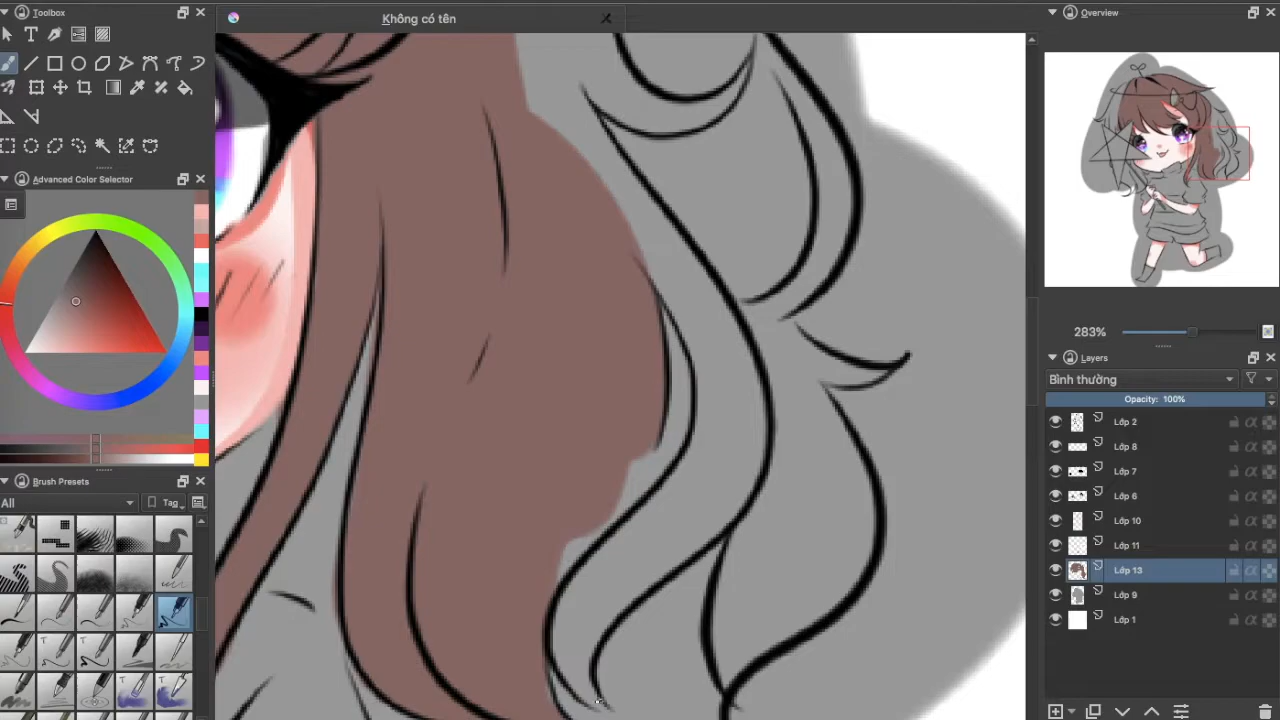 Toolbox
Không có tên
Overview
Advanced Color Selector
283%
Layers
Bình thường
Opacity: 100%
Lớp 2
Lớp 8
Lớp 7
Lớp 6
Lớp 10
Lớp 11
Lớp 13
Lớp 9
Lớp 1
Brush Presets
All
Tag